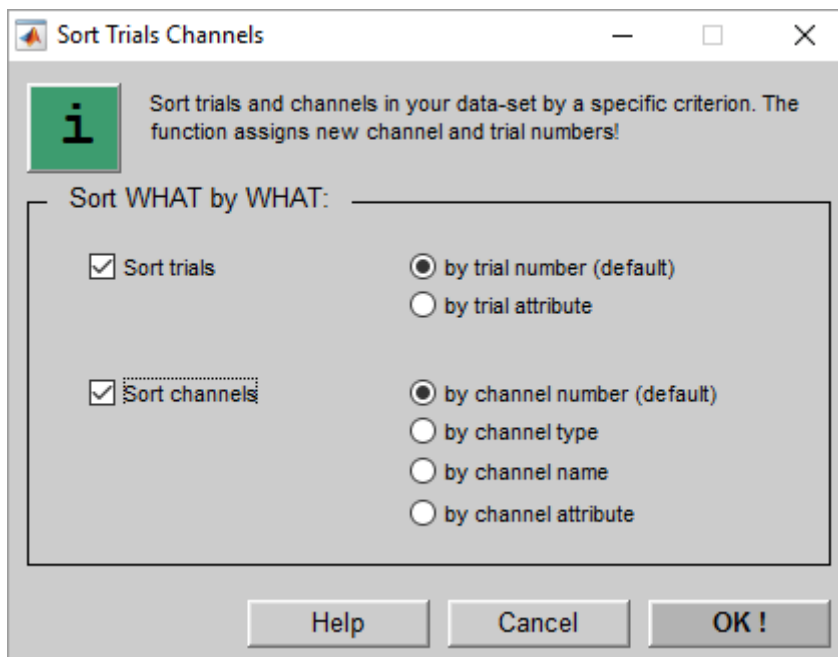 Sort Trials Channels
i
Sort trials and channels in your data-set by a specific criterion. The
function assigns new channel and trial numbers!
Sort WHAT by WHAT:
Sort trials
by trial number (default)
by trial attribute
Sort channels
by channel number (default)
by channel type
by channel name
by channel attribute
Help
Cancel
OK !